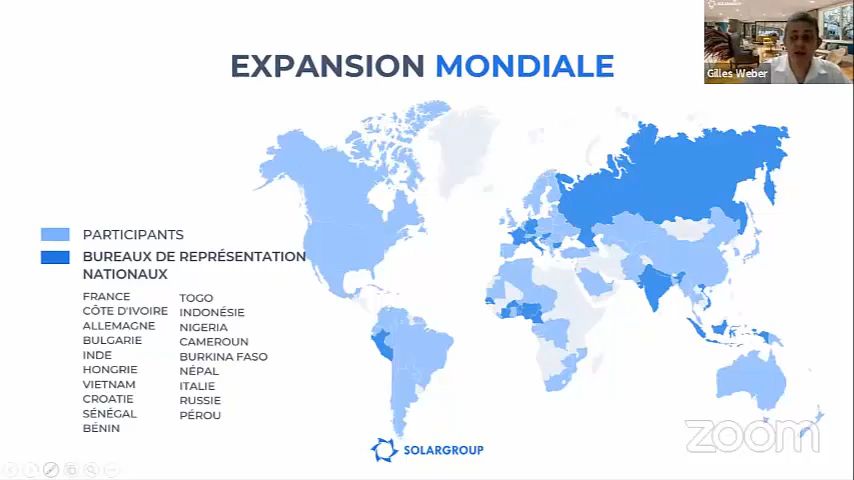 SOLARGROUP
Gilles Weber
EXPANSION MONDIALE
PARTICIPANTS
BUREAUX DE REPRÉSENTATION
NATIONAUX
FRANCE
CÔTE D'IVOIRE
ALLEMAGNE
BULGARIE
INDE
HONGRIE
VIETNAM
CROATIE
SÉNÉGAL
BÉNIN
TOGO
INDONÉSIE
NIGERIA
CAMEROUN
BURKINA FASO
NÉPAL
ITALIE
RUSSIE
PÉROU
SOLARGROUP
zoom